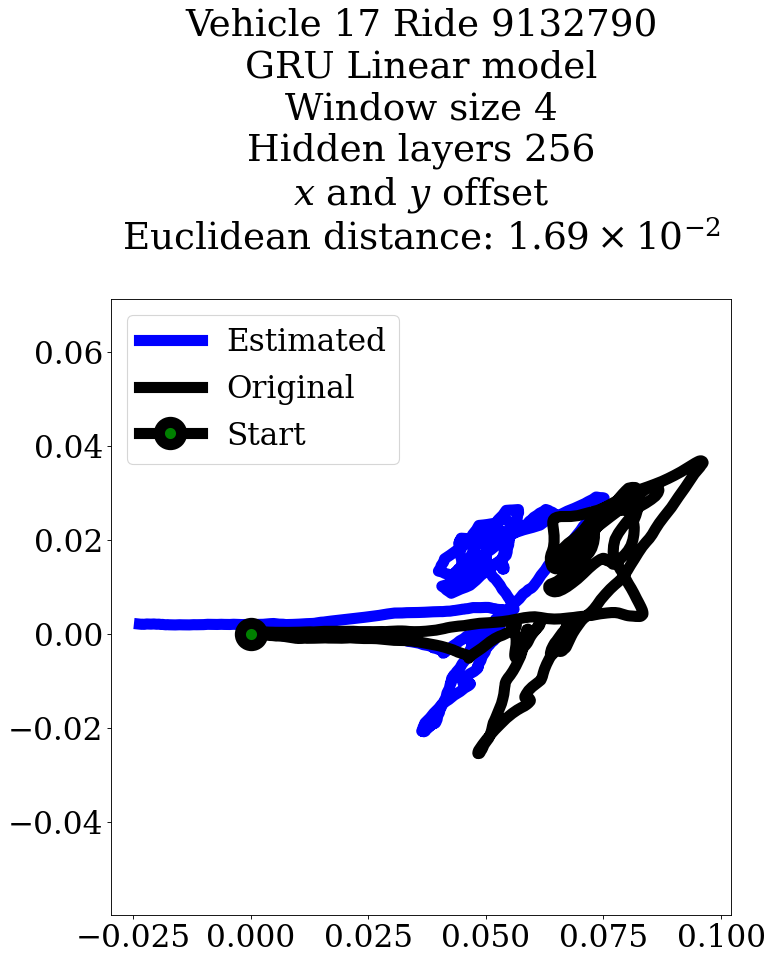 Vehicle 17 Ride 9132790
GRU Linear model
Window size 4
Hidden layers 256
x and y offset
Euclidean distance: 1.69 × 10⁻²
Estimated
Original
Start
0.06
0.04
0.02
0.00
−0.02
−0.04
−0.025 0.000 0.025 0.050 0.075 0.100